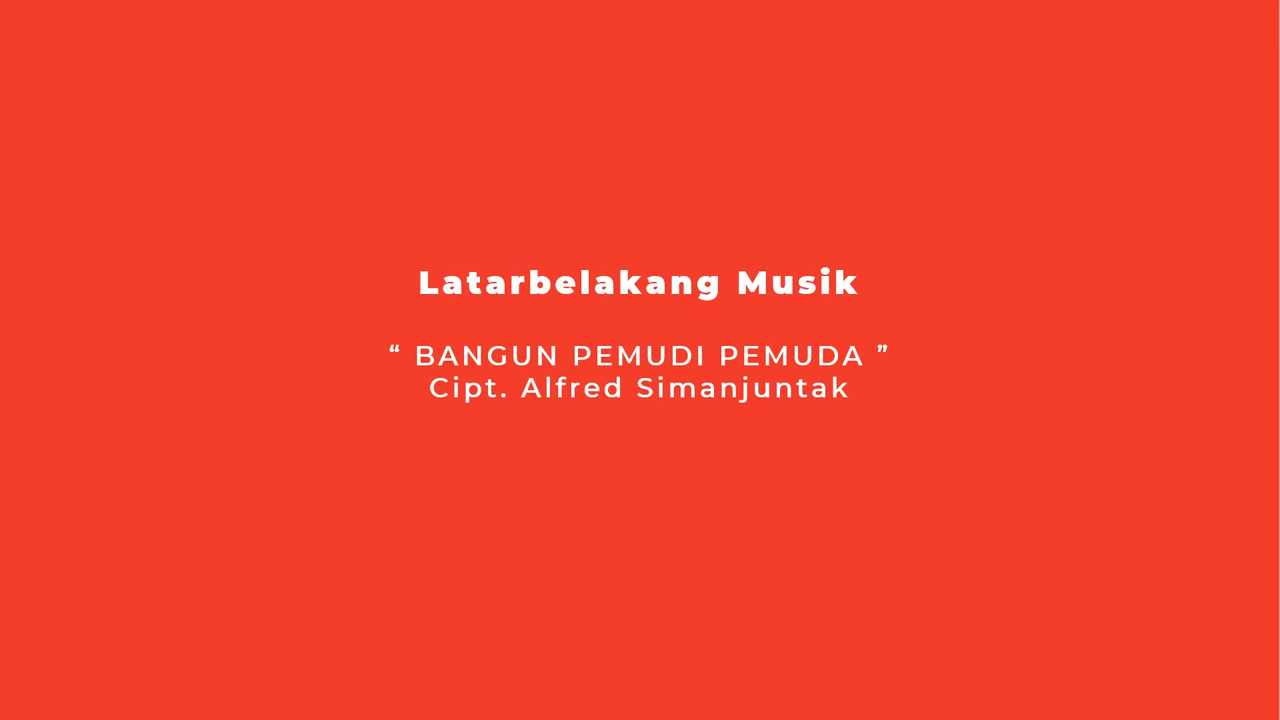 Latarbelakang Musik
“ BANGUN PEMUDI PEMUDA ”
Cipt. Alfred Simanjuntak